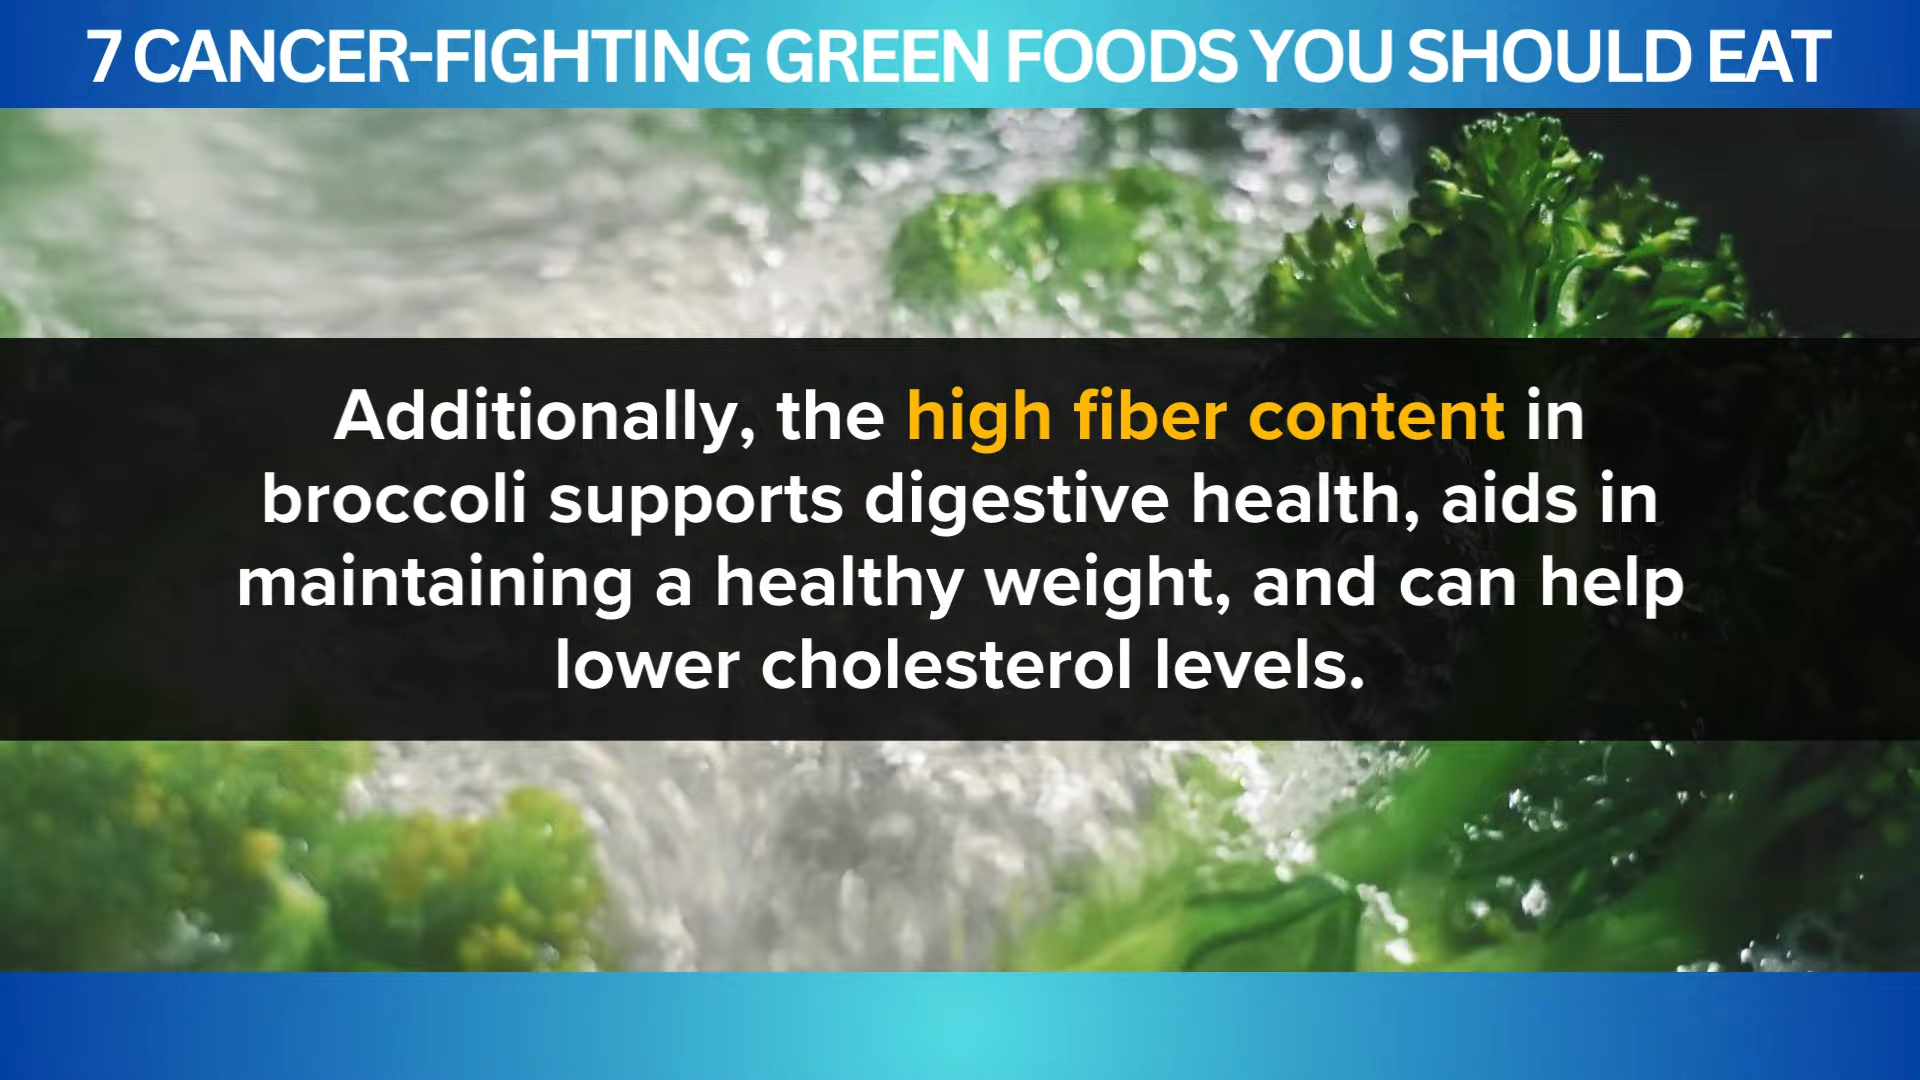 7 CANCER-FIGHTING GREEN FOODS YOU SHOULD EAT
Additionally, the high fiber content in
broccoli supports digestive health, aids in
maintaining a healthy weight, and can help
lower cholesterol levels.